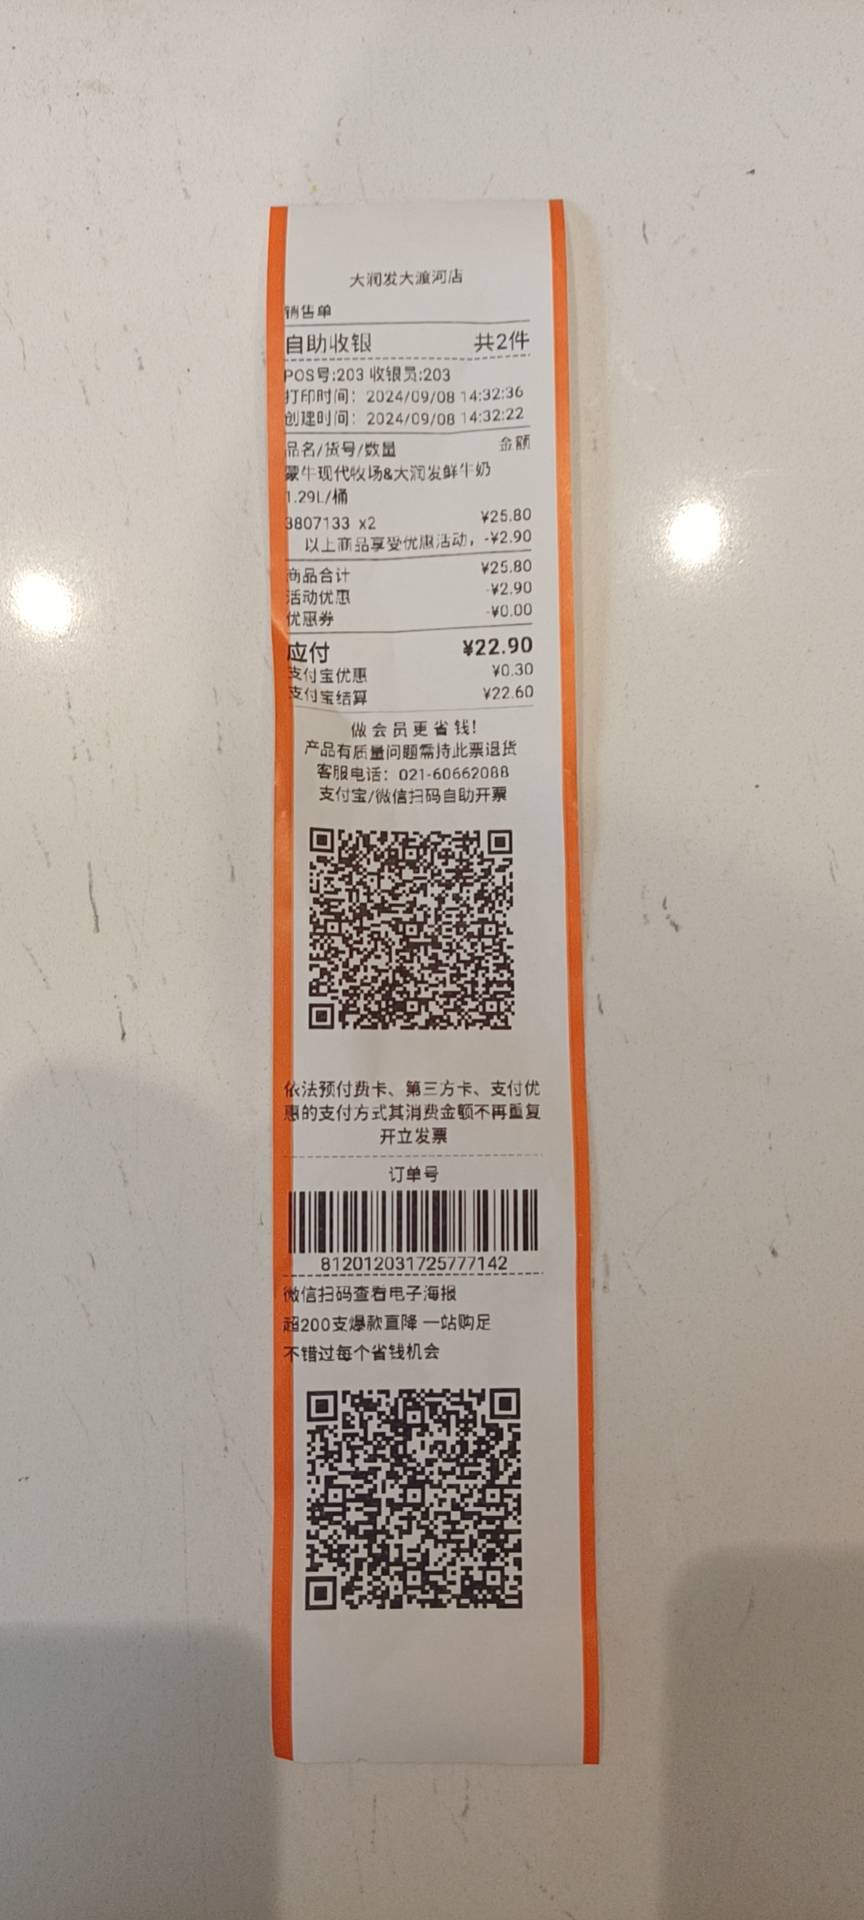 大润发大渡河店
销售单
自助收银 共2件
POS号:203 收银员:203
打印时间：2024/09/08 14:32:36
创建时间：2024/09/08 14:32:22
品名/货号/数量 金额
蒙牛现代牧场&大润发鲜牛奶
1.29L/桶
3807133 x2 ¥25.80
以上商品享受优惠活动，-¥2.90
商品合计 ¥25.80
活动优惠 -¥2.90
优惠券 -¥0.00
应付 ¥22.90
支付宝优惠 ¥0.30
支付宝结算 ¥22.60
做会员更省钱!
产品有质量问题需持此票退货
客服电话：021-60662088
支付宝/微信扫码自助开票
依法预付费卡、第三方卡、支付优
惠的支付方式其消费金额不再重复
开立发票
订单号
812012031725777142
微信扫码查看电子海报
超200支爆款直降 一站购足
不错过每个省钱机会